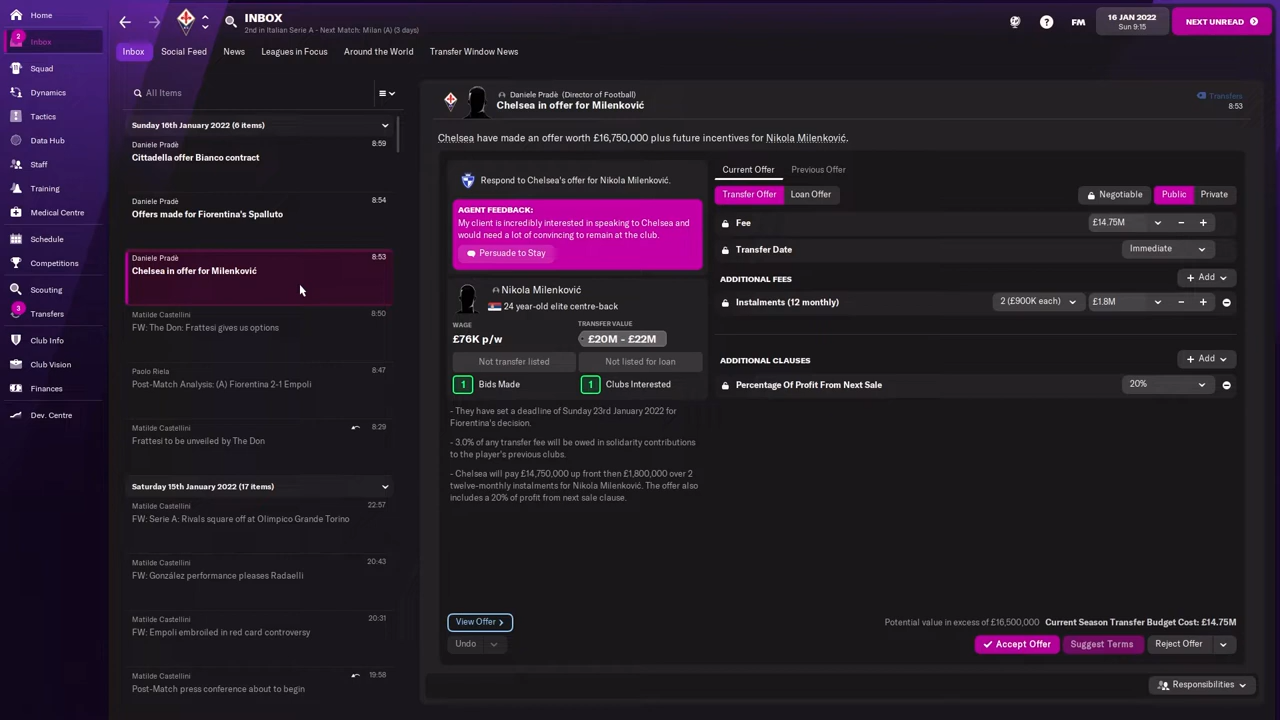 Home
2
Inbox
Squad
Dynamics
Tactics
Data Hub
Staff
Training
Medical Centre
Schedule
Competitions
Scouting
3
Transfers
Club Info
Club Vision
Finances
Dev. Centre
INBOX
2nd in Italian Serie A - Next Match: Milan (A) (3 days)
FM
16 JAN 2022
Sun 9:15
NEXT UNREAD
Inbox
Social Feed
News
Leagues in Focus
Around the World
Transfer Window News
All Items
Sunday 16th January 2022 (6 items)
Daniele Pradè 8:59
Cittadella offer Bianco contract
Daniele Pradè 8:54
Offers made for Fiorentina's Spalluto
Daniele Pradè 8:53
Chelsea in offer for Milenković
Matilde Castellini 8:50
FW: The Don: Frattesi gives us options
Paolo Riela 8:47
Post-Match Analysis: (A) Fiorentina 2-1 Empoli
Matilde Castellini 8:29
Frattesi to be unveiled by The Don
Saturday 15th January 2022 (17 items)
Matilde Castellini 22:57
FW: Serie A: Rivals square off at Olimpico Grande Torino
Matilde Castellini 20:43
FW: González performance pleases Radaelli
Matilde Castellini 20:31
FW: Empoli embroiled in red card controversy
Matilde Castellini 19:58
Post-Match press conference about to begin
Daniele Pradè (Director of Football)
Chelsea in offer for Milenković
Transfers
8:53
Chelsea have made an offer worth £16,750,000 plus future incentives for Nikola Milenković.
Respond to Chelsea's offer for Nikola Milenković.
AGENT FEEDBACK:
My client is incredibly interested in speaking to Chelsea and
would need a lot of convincing to remain at the club.
Persuade to Stay
Nikola Milenković
24 year-old elite centre-back
WAGE
£76K p/w
TRANSFER VALUE
£20M - £22M
Not transfer listed
Not listed for loan
1 Bids Made
1 Clubs Interested
- They have set a deadline of Sunday 23rd January 2022 for
Fiorentina's decision.
- 3.0% of any transfer fee will be owed in solidarity contributions
to the player's previous clubs.
- Chelsea will pay £14,750,000 up front then £1,800,000 over 2
twelve-monthly instalments for Nikola Milenković. The offer also
includes a 20% of profit from next sale clause.
View Offer
Undo
Current Offer
Previous Offer
Transfer Offer
Loan Offer
Negotiable
Public
Private
Fee
£14.75M
Transfer Date
Immediate
ADDITIONAL FEES
Add
Instalments (12 monthly)
2 (£900K each)
£1.8M
ADDITIONAL CLAUSES
Add
Percentage Of Profit From Next Sale
20%
Potential value in excess of £16,500,000 Current Season Transfer Budget Cost: £14.75M
Accept Offer
Suggest Terms
Reject Offer
Responsibilities